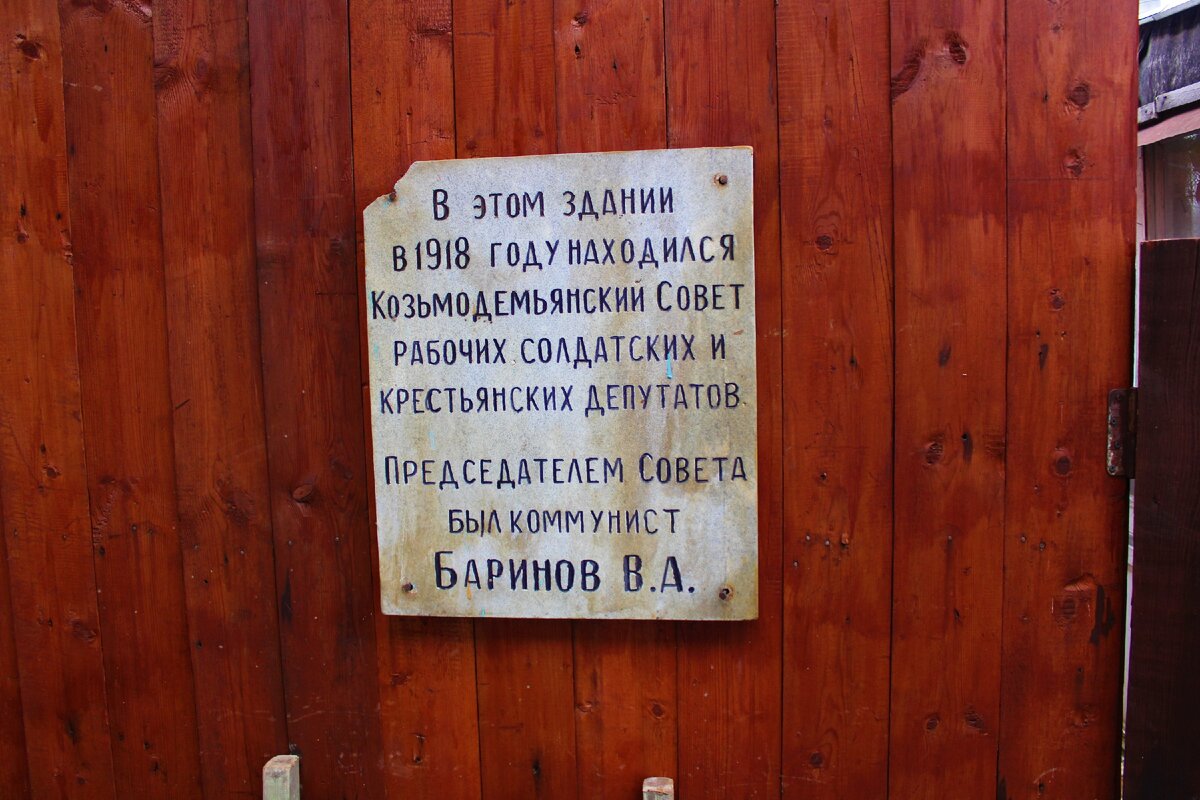 В этом здании
в 1918 году находился
Козьмодемьянский Совет
рабочих солдатских и
крестьянских депутатов.
Председателем Совета
был коммунист
Баринов В.А.